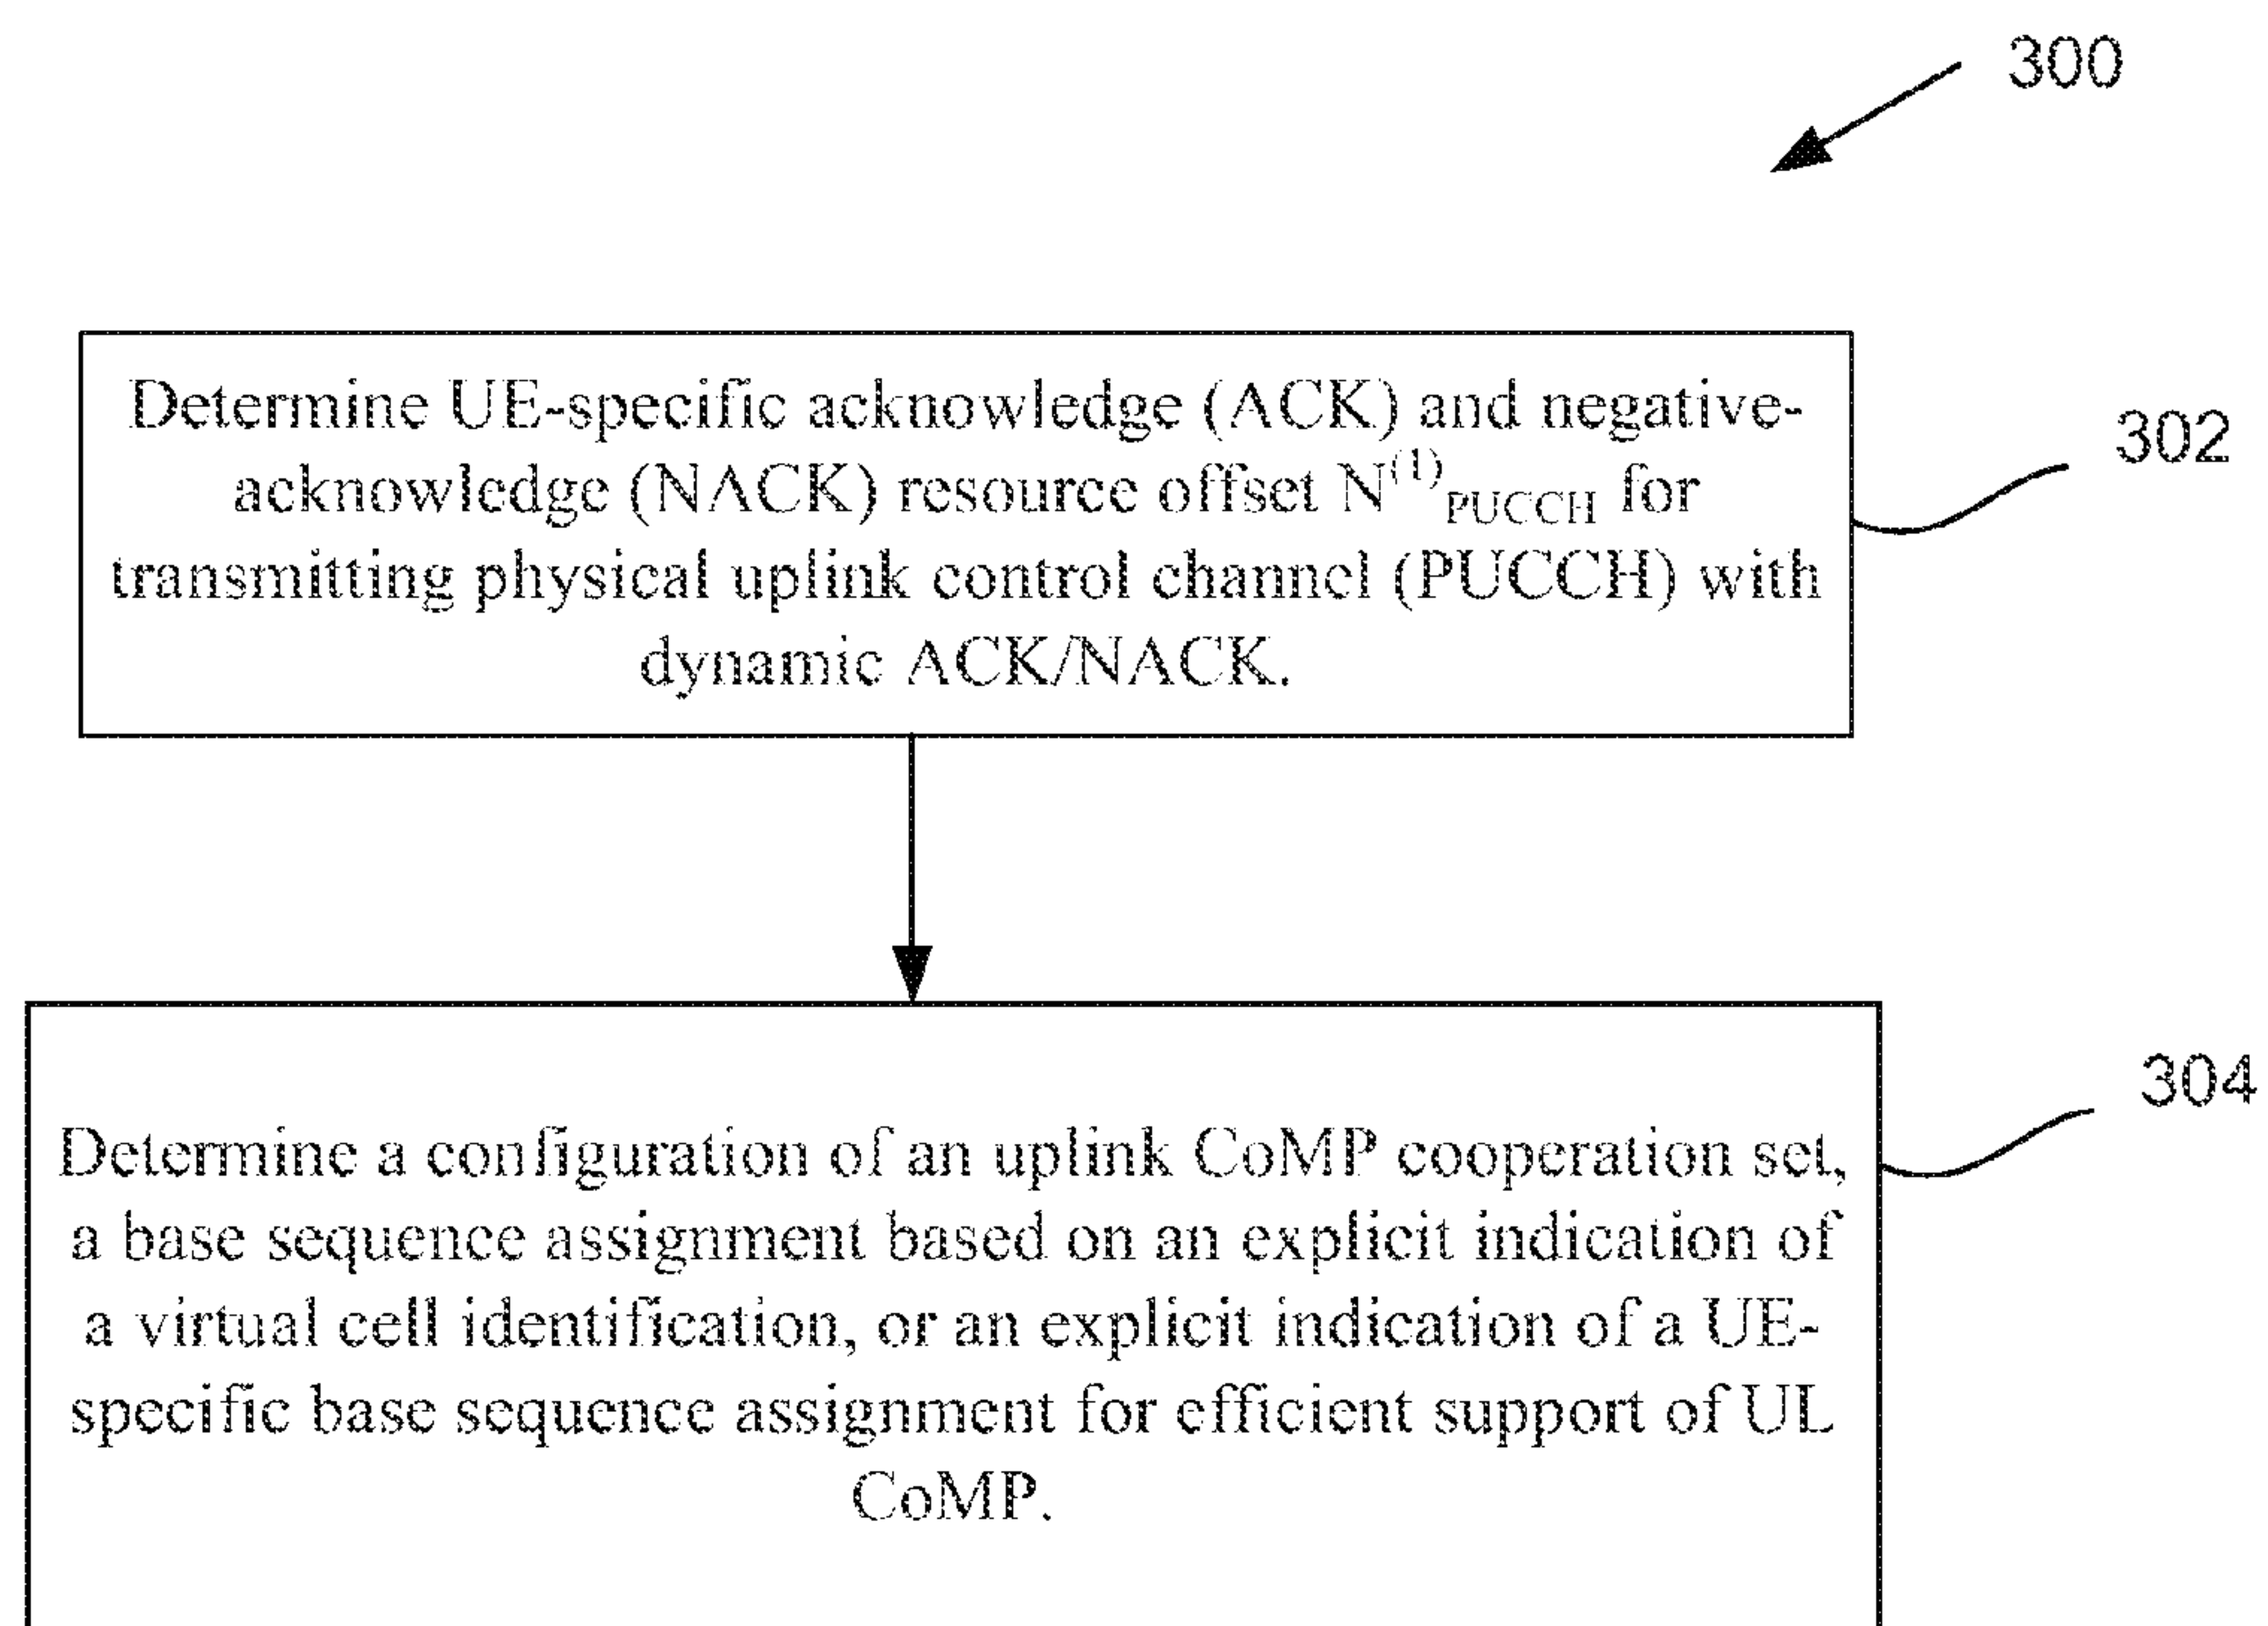 300
Determine UE-specific acknowledge (ACK) and negative-
acknowledge (NACK) resource offset N^(1)_PUCCH for
transmitting physical uplink control channel (PUCCH) with
dynamic ACK/NACK.
302
Determine a configuration of an uplink CoMP cooperation set,
a base sequence assignment based on an explicit indication of
a virtual cell identification, or an explicit indication of a UE-
specific base sequence assignment for efficient support of UL
CoMP.
304